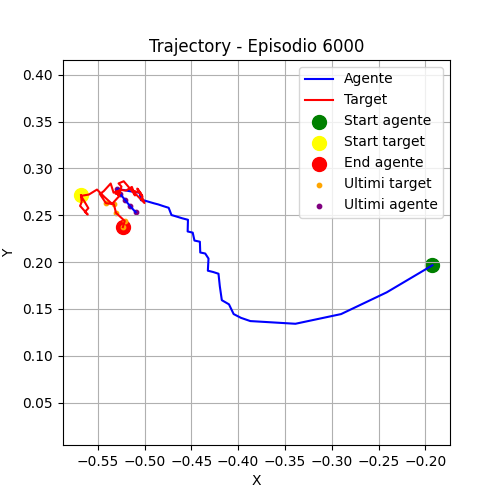 Trajectory - Episodio 6000
Agente
Target
Start agente
Start target
End agente
Ultimi target
Ultimi agente
Y
0.40
0.35
0.30
0.25
0.20
0.15
0.10
0.05
−0.55 −0.50 −0.45 −0.40 −0.35 −0.30 −0.25 −0.20
X